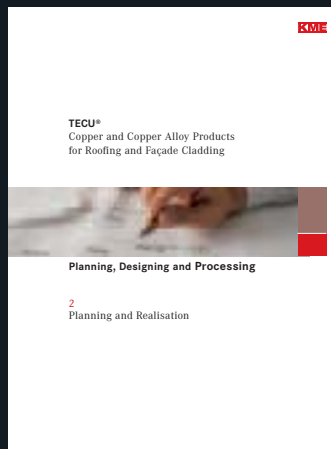 KME
TECU®
Copper and Copper Alloy Products
for Roofing and Façade Cladding
Planning, Designing and Processing
2
Planning and Realisation